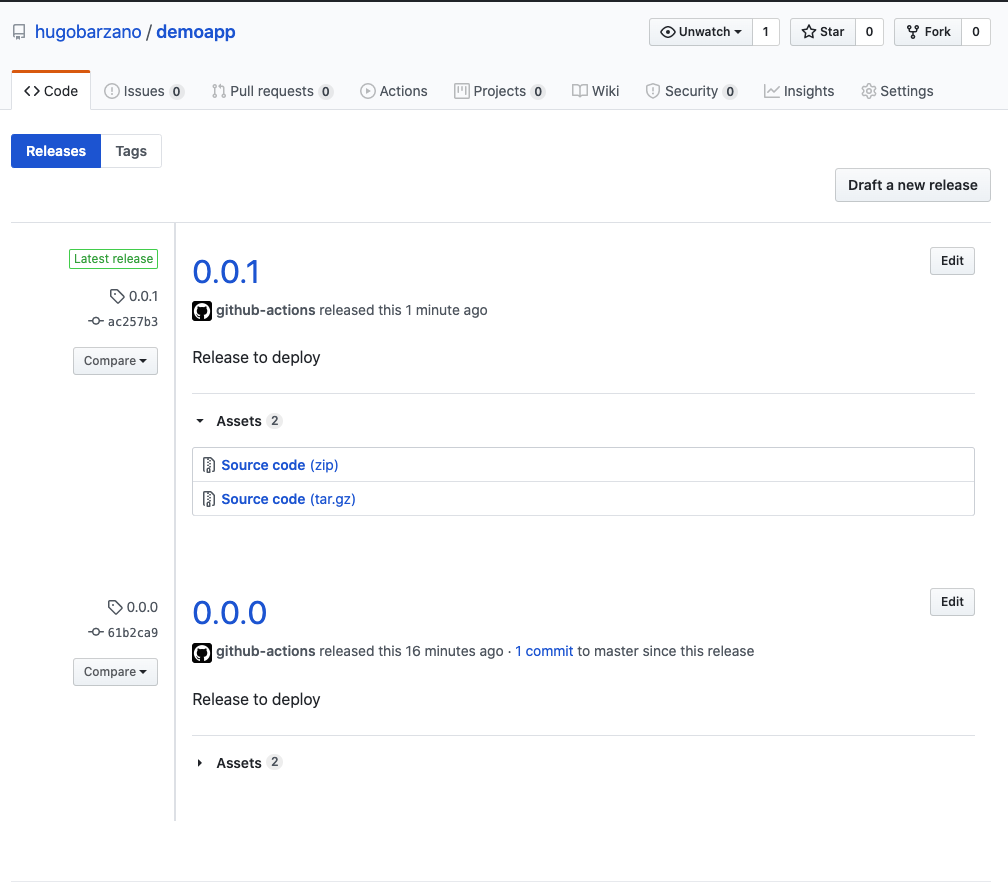 hugobarzano / demoapp
Unwatch 1 Star 0 Fork 0
Code Issues 0 Pull requests 0 Actions Projects 0 Wiki Security 0 Insights Settings
Releases Tags
Draft a new release
Latest release
0.0.1
ac257b3
Compare
0.0.1
Edit
github-actions released this 1 minute ago
Release to deploy
Assets 2
Source code (zip)
Source code (tar.gz)
0.0.0
61b2ca9
Compare
0.0.0
Edit
github-actions released this 16 minutes ago · 1 commit to master since this release
Release to deploy
Assets 2